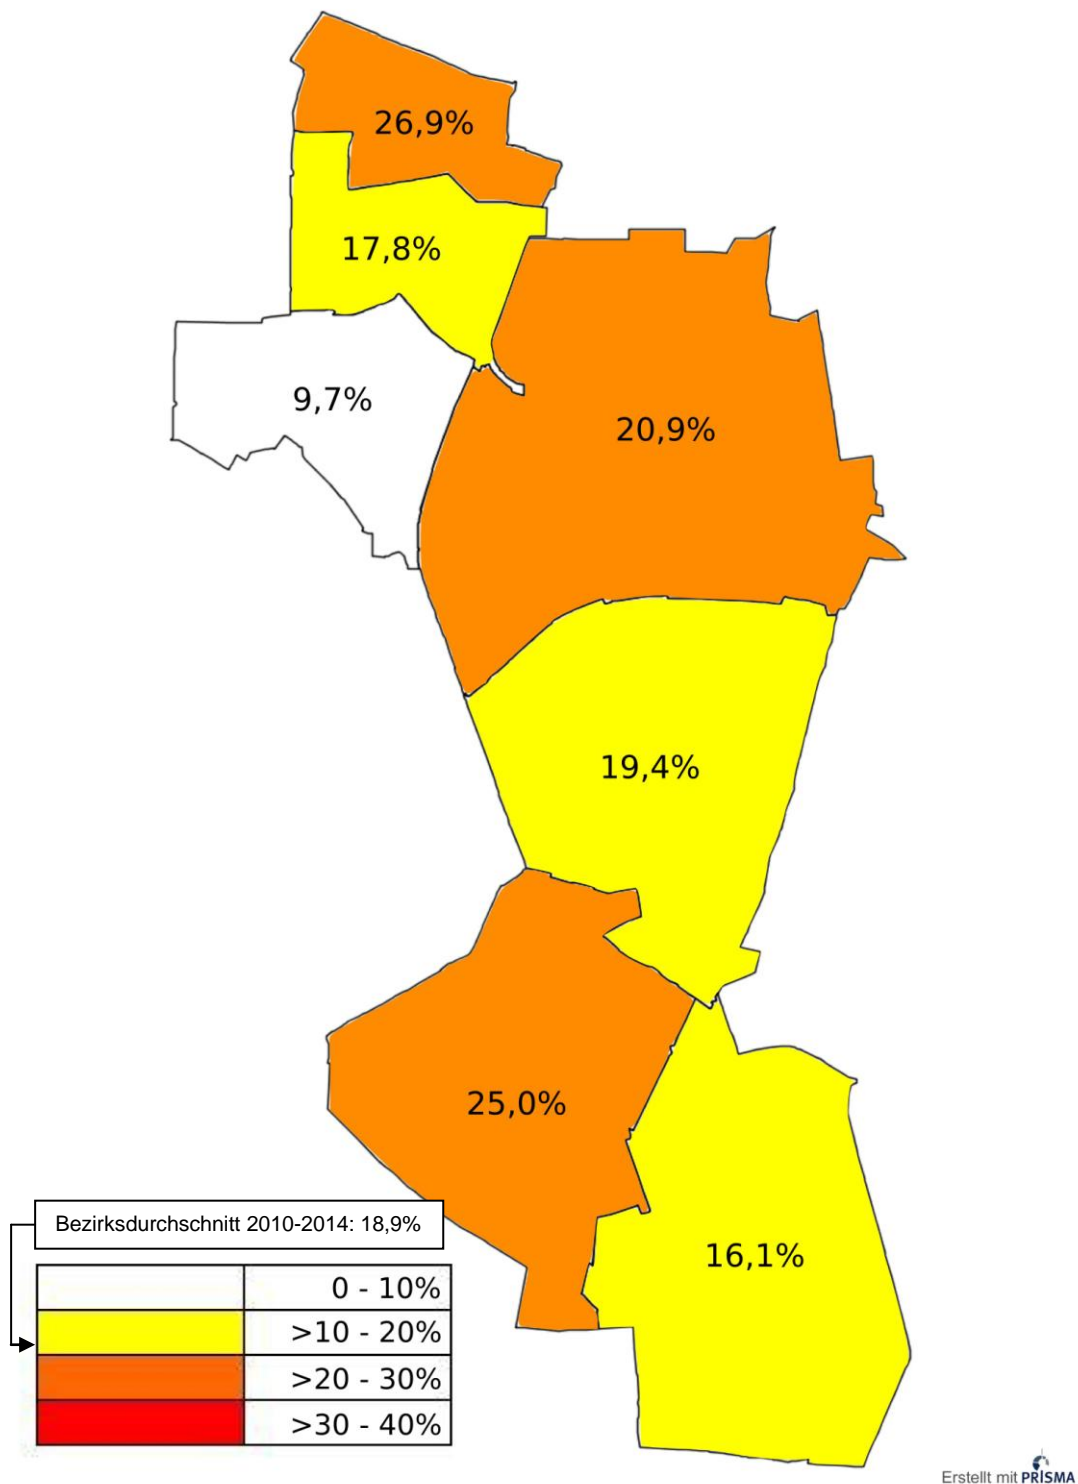 26,9%
17,8%
9,7%
20,9%
19,4%
25,0%
16,1%
Bezirksdurchschnitt 2010-2014: 18,9%
0 - 10%
>10 - 20%
>20 - 30%
>30 - 40%
Erstellt mit PRISMA